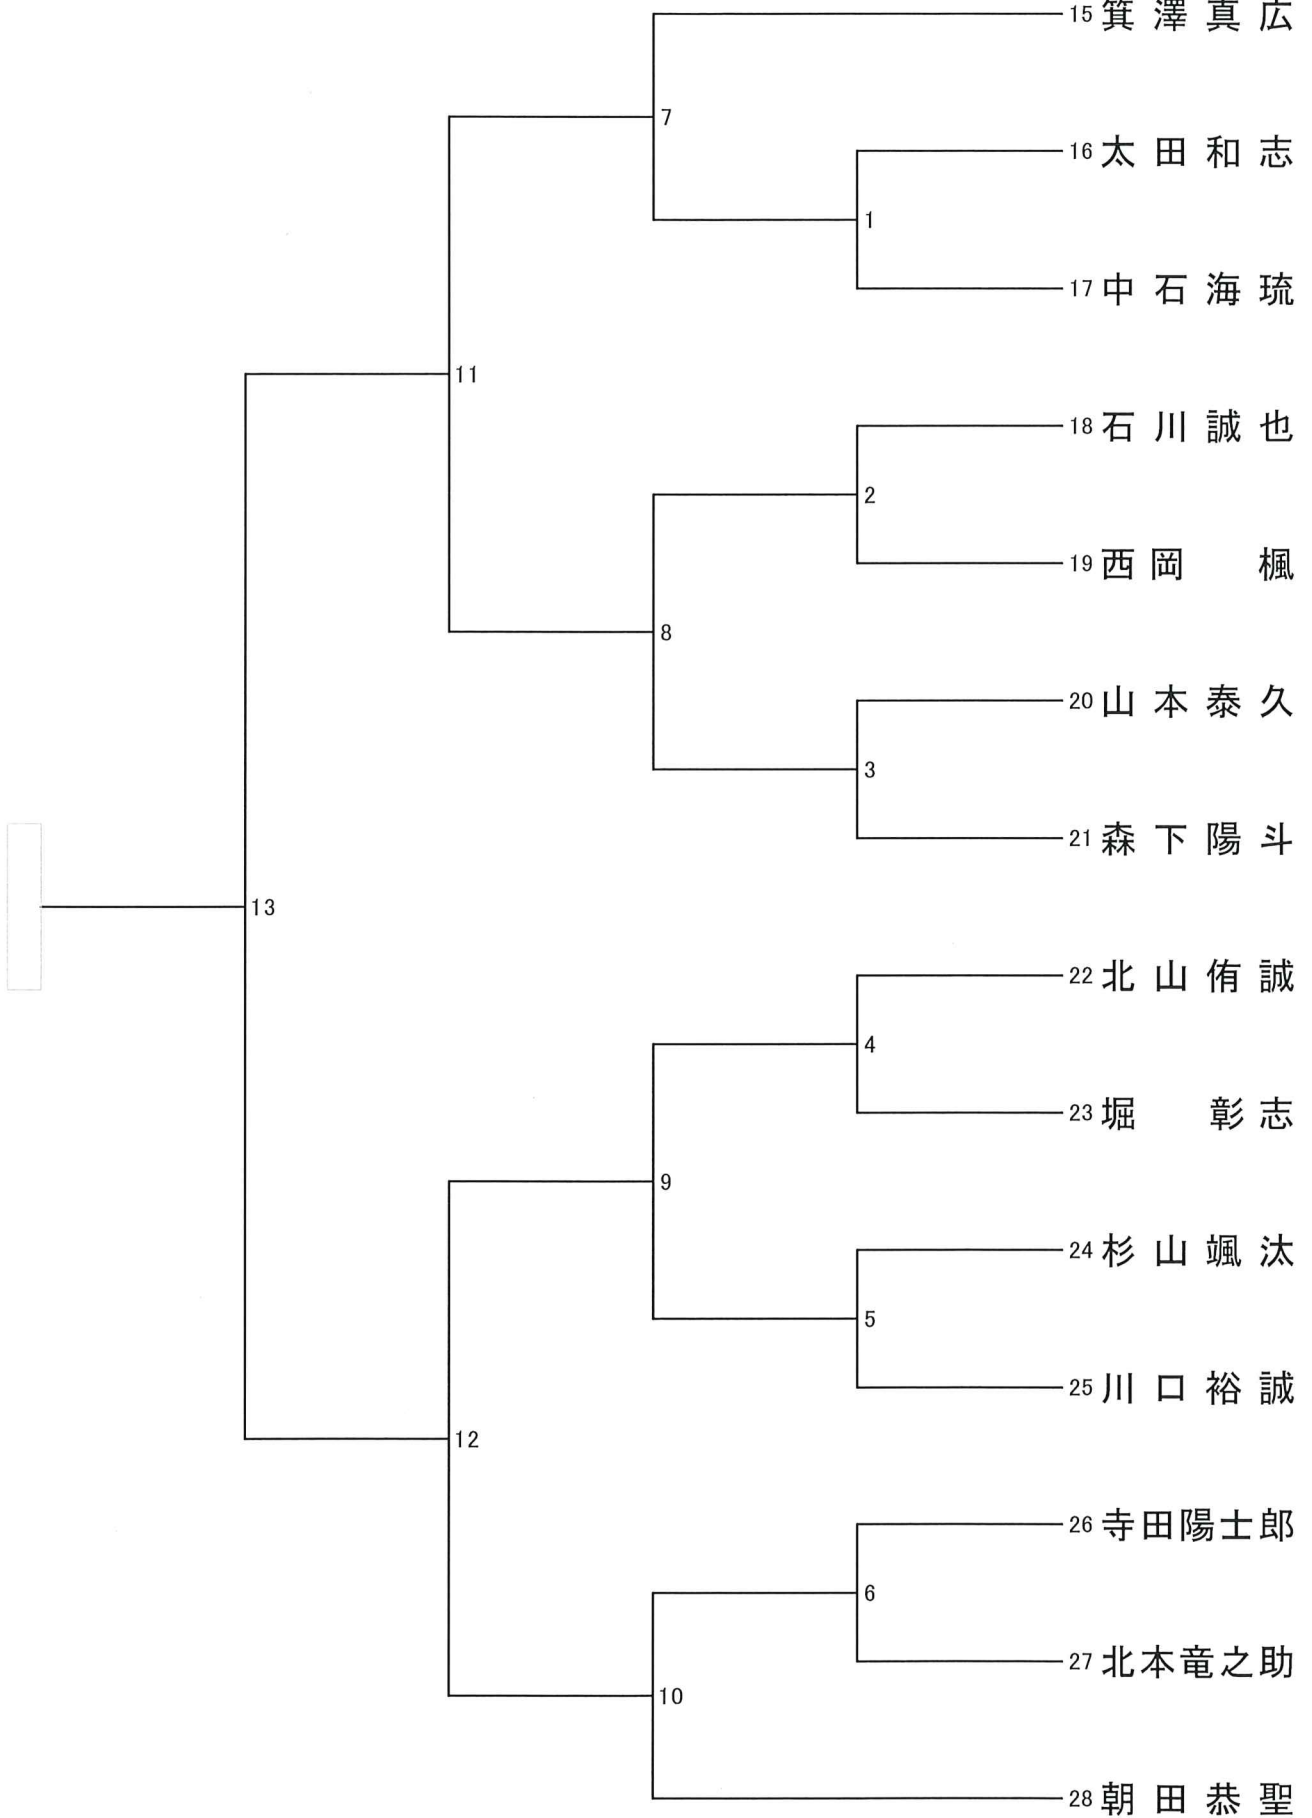 15 箕澤真広
7
16 太田和志
1
17 中石海琉
11
18 石川誠也
2
19 西岡 楓
8
20 山本泰久
3
21 森下陽斗
13
22 北山侑誠
4
23 堀 彰志
9
24 杉山颯汰
5
25 川口裕誠
12
26 寺田陽士郎
6
27 北本竜之助
10
28 朝田恭聖